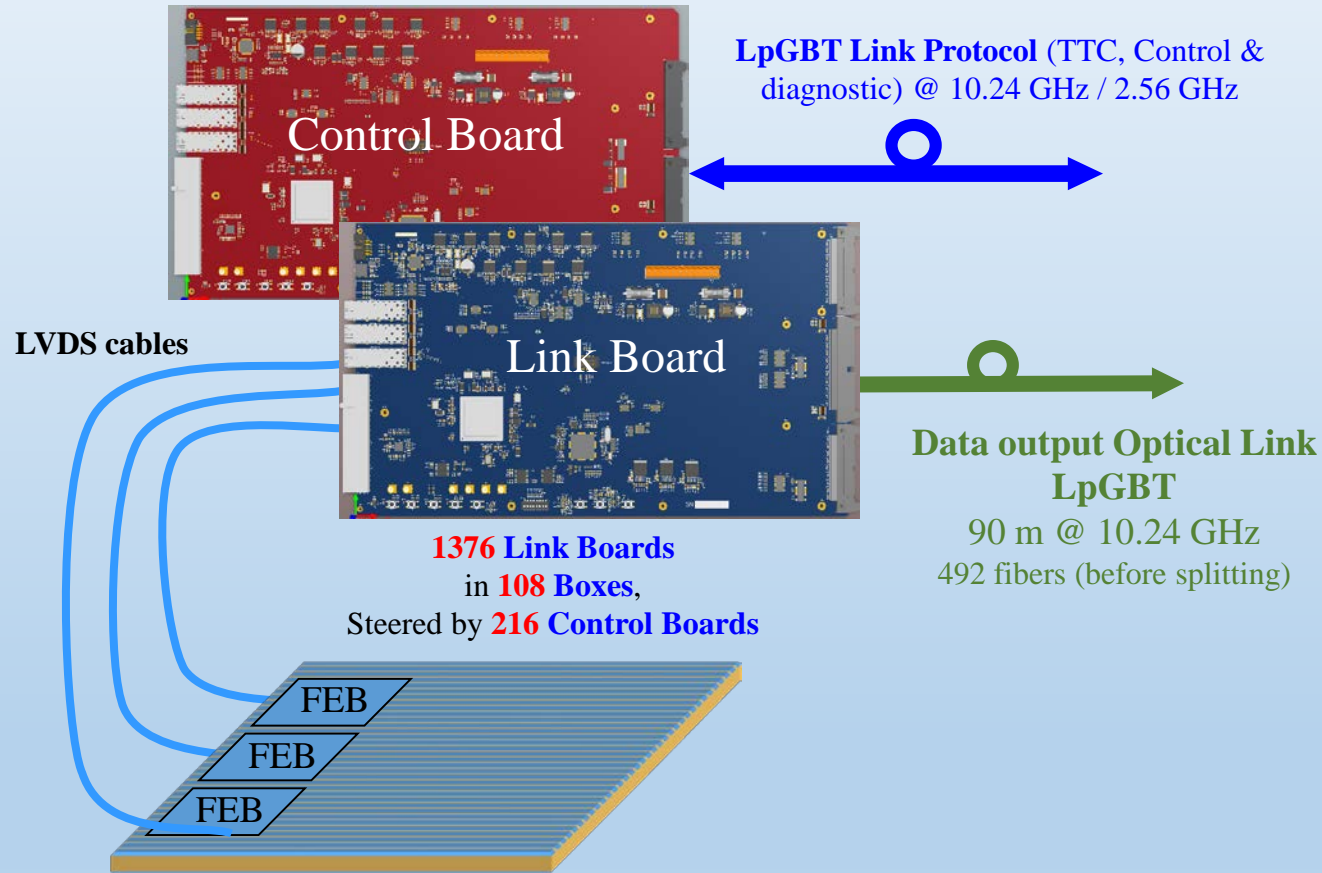 LpGBT Link Protocol (TTC, Control &
diagnostic) @ 10.24 GHz / 2.56 GHz
Control Board
Link Board
LVDS cables
Data output Optical Link
LpGBT
90 m @ 10.24 GHz
492 fibers (before splitting)
1376 Link Boards
in 108 Boxes,
Steered by 216 Control Boards
FEB
FEB
FEB